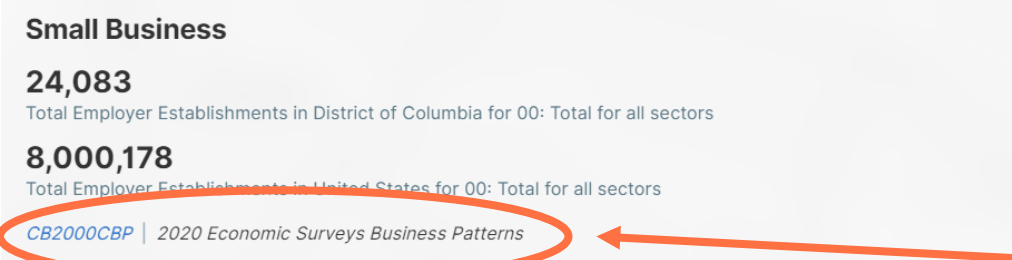 Small Business
24,083
Total Employer Establishments in District of Columbia for 00: Total for all sectors
8,000,178
Total Employer Establishments in United States for 00: Total for all sectors
CB2000CBP | 2020 Economic Surveys Business Patterns